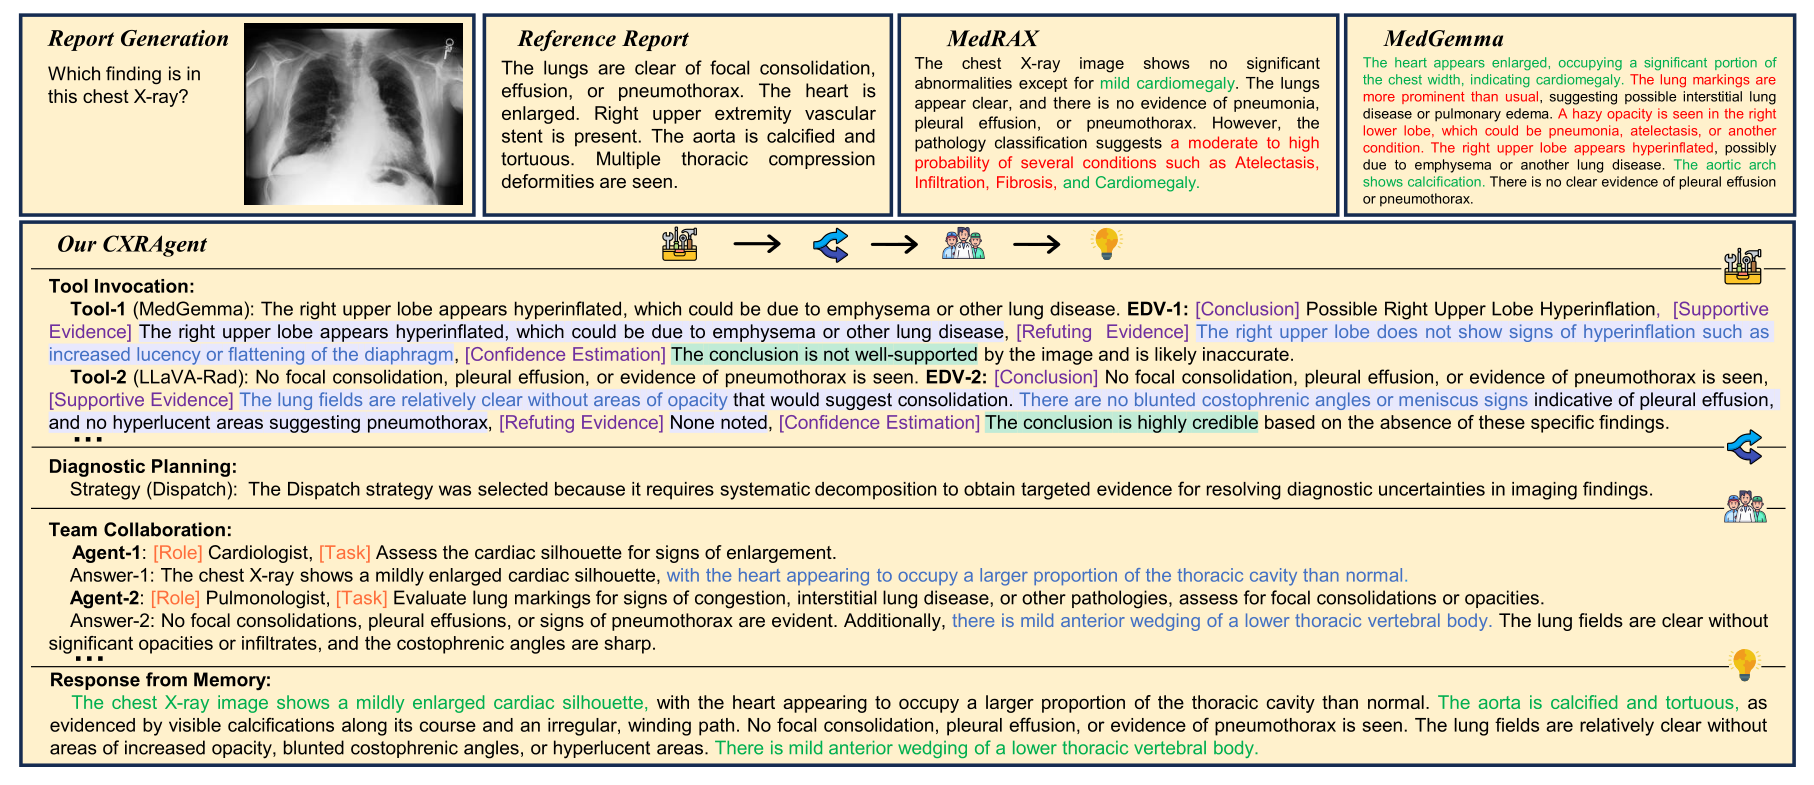 Report Generation
Which finding is in
this chest X-ray?
Reference Report
The lungs are clear of focal consolidation,
effusion, or pneumothorax. The heart is
enlarged. Right upper extremity vascular
stent is present. The aorta is calcified and
tortuous. Multiple thoracic compression
deformities are seen.
MedRAX
The chest X-ray image shows no significant
abnormalities except for mild cardiomegaly. The lungs
appear clear, and there is no evidence of pneumonia,
pleural effusion, or pneumothorax. However, the
pathology classification suggests a moderate to high
probability of several conditions such as Atelectasis,
Infiltration, Fibrosis, and Cardiomegaly.
MedGemma
The heart appears enlarged, occupying a significant portion of
the chest width, indicating cardiomegaly. The lung markings are
more prominent than usual, suggesting possible interstitial lung
disease or pulmonary edema. A hazy opacity is seen in the right
lower lobe, which could be pneumonia, atelectasis, or another
condition. The right upper lobe appears hyperinflated, possibly
due to emphysema or another lung disease. The aortic arch
shows calcification. There is no clear evidence of pleural effusion
or pneumothorax.
Our CXRAgent
Tool Invocation:
Tool-1 (MedGemma): The right upper lobe appears hyperinflated, which could be due to emphysema or other lung disease. EDV-1: [Conclusion] Possible Right Upper Lobe Hyperinflation, [Supportive
Evidence] The right upper lobe appears hyperinflated, which could be due to emphysema or other lung disease, [Refuting Evidence] The right upper lobe does not show signs of hyperinflation such as
increased lucency or flattening of the diaphragm, [Confidence Estimation] The conclusion is not well-supported by the image and is likely inaccurate.
Tool-2 (LLaVA-Rad): No focal consolidation, pleural effusion, or evidence of pneumothorax is seen. EDV-2: [Conclusion] No focal consolidation, pleural effusion, or evidence of pneumothorax is seen,
[Supportive Evidence] The lung fields are relatively clear without areas of opacity that would suggest consolidation. There are no blunted costophrenic angles or meniscus signs indicative of pleural effusion,
and no hyperlucent areas suggesting pneumothorax, [Refuting Evidence] None noted, [Confidence Estimation] The conclusion is highly credible based on the absence of these specific findings.
...
Diagnostic Planning:
Strategy (Dispatch): The Dispatch strategy was selected because it requires systematic decomposition to obtain targeted evidence for resolving diagnostic uncertainties in imaging findings.
Team Collaboration:
Agent-1: [Role] Cardiologist, [Task] Assess the cardiac silhouette for signs of enlargement.
Answer-1: The chest X-ray shows a mildly enlarged cardiac silhouette, with the heart appearing to occupy a larger proportion of the thoracic cavity than normal.
Agent-2: [Role] Pulmonologist, [Task] Evaluate lung markings for signs of congestion, interstitial lung disease, or other pathologies, assess for focal consolidations or opacities.
Answer-2: No focal consolidations, pleural effusions, or signs of pneumothorax are evident. Additionally, there is mild anterior wedging of a lower thoracic vertebral body. The lung fields are clear without
significant opacities or infiltrates, and the costophrenic angles are sharp.
...
Response from Memory:
The chest X-ray image shows a mildly enlarged cardiac silhouette, with the heart appearing to occupy a larger proportion of the thoracic cavity than normal. The aorta is calcified and tortuous, as
evidenced by visible calcifications along its course and an irregular, winding path. No focal consolidation, pleural effusion, or evidence of pneumothorax is seen. The lung fields are relatively clear without
areas of increased opacity, blunted costophrenic angles, or hyperlucent areas. There is mild anterior wedging of a lower thoracic vertebral body.